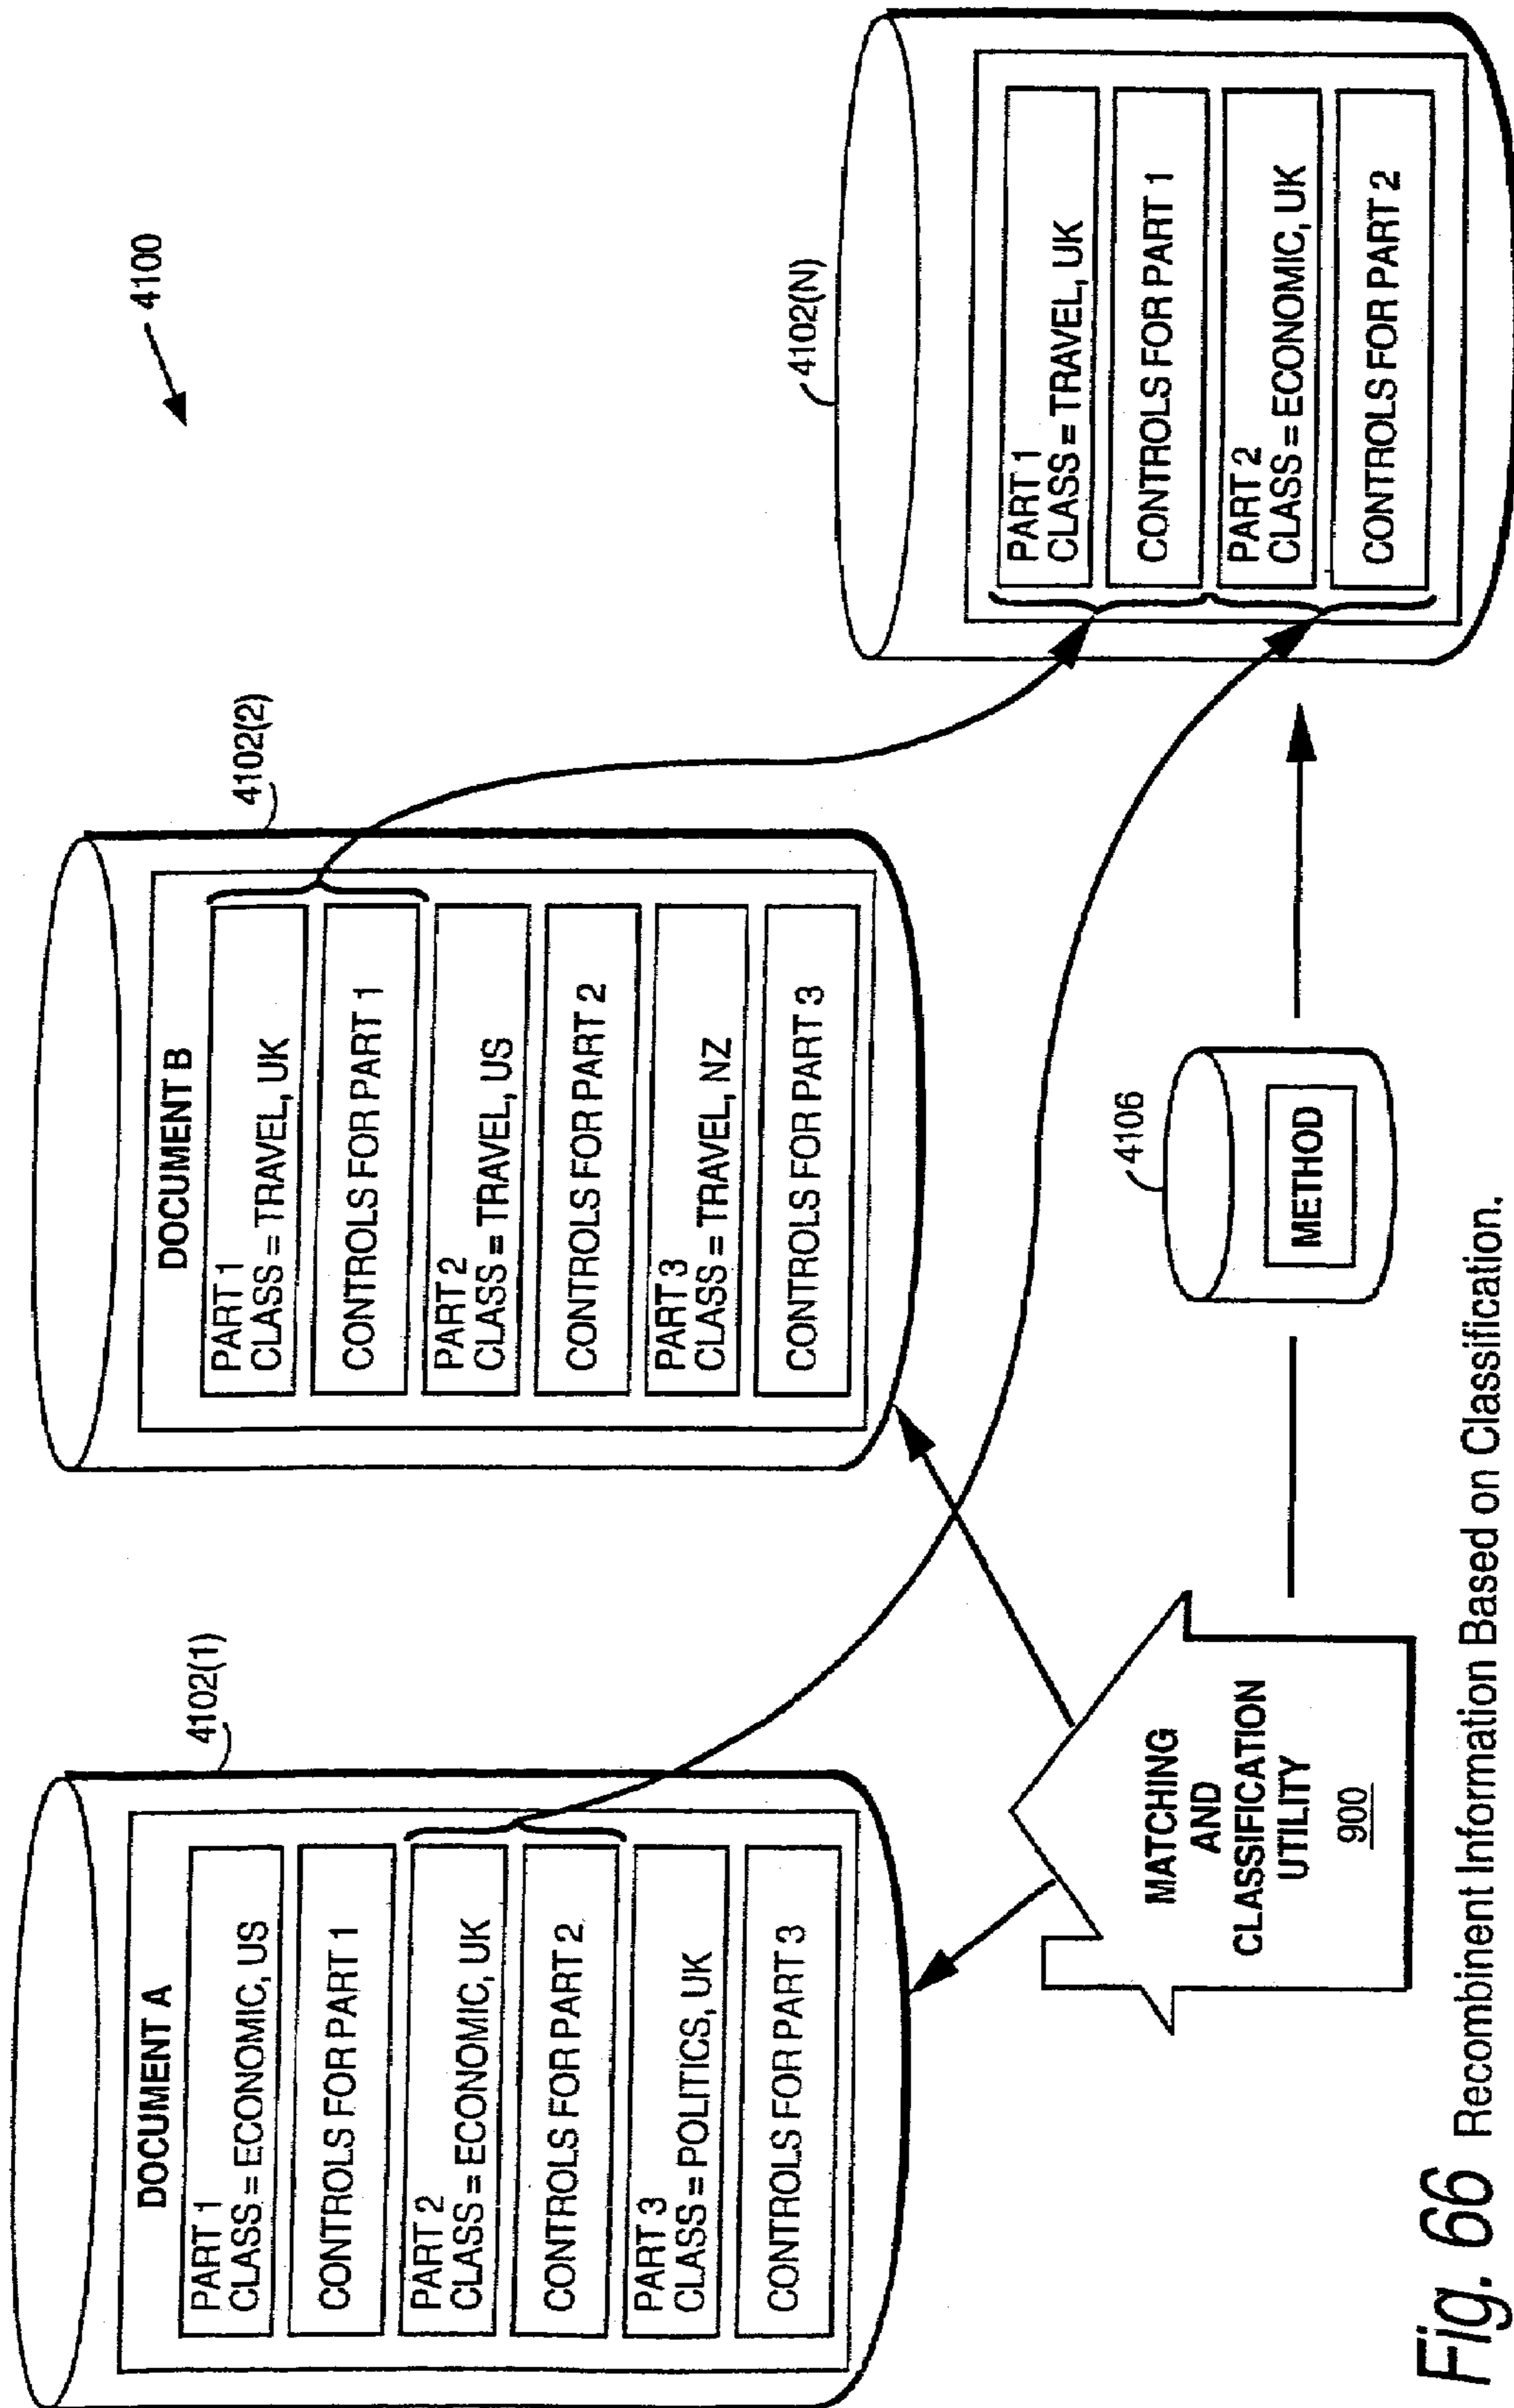 4100
4102(1)
DOCUMENT A
PART 1
CLASS = ECONOMIC, US
CONTROLS FOR PART 1
PART 2
CLASS = ECONOMIC, UK
CONTROLS FOR PART 2
PART 3
CLASS = POLITICS, UK
CONTROLS FOR PART 3
4102(2)
DOCUMENT B
PART 1
CLASS = TRAVEL, UK
CONTROLS FOR PART 1
PART 2
CLASS = TRAVEL, US
CONTROLS FOR PART 2
PART 3
CLASS = TRAVEL, NZ
CONTROLS FOR PART 3
4102(N)
PART 1
CLASS = TRAVEL, UK
CONTROLS FOR PART 1
PART 2
CLASS = ECONOMIC, UK
CONTROLS FOR PART 2
MATCHING
AND
CLASSIFICATION
UTILITY
900
4106
METHOD
Fig. 66 Recombinent Information Based on Classification.